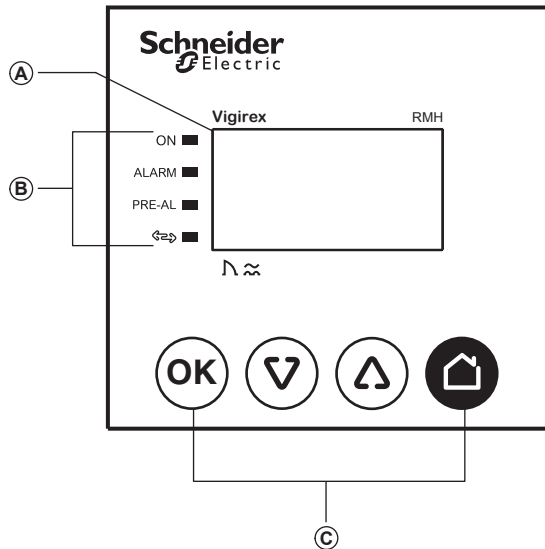 Schneider
Electric
A
Vigirex RMH
ON
ALARM
B
PRE-AL
OK
C